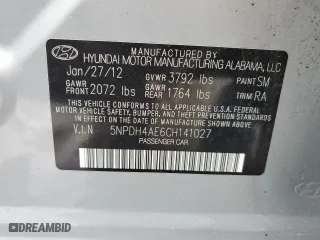 MANUFACTURED BY
HYUNDAI MOTOR MANUFACTURING ALABAMA, LLC
Jan/27/12 GVWR 3792 lbs PAINT SM
GAWR FRONT 2072 lbs GAWR REAR 1764 lbs TRIM RA
THIS VEHICLE CONFORMS TO ALL APPLICABLE U.S.A FEDERAL
MOTOR VEHICLE SAFETY, BUMPER, AND THEFT PREVENTION
STANDARDS IN EFFECT ON THE DATE OF MANUFACTURE SHOWN ABOVE.
V.I.N 5NPDH4AE6CH141027
PASSENGER CAR